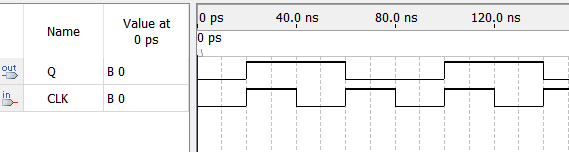 Name Value at 0 ps 0 ps 40.0 ns 80.0 ns 120.0 ns
0 ps
out Q B 0
in CLK B 0